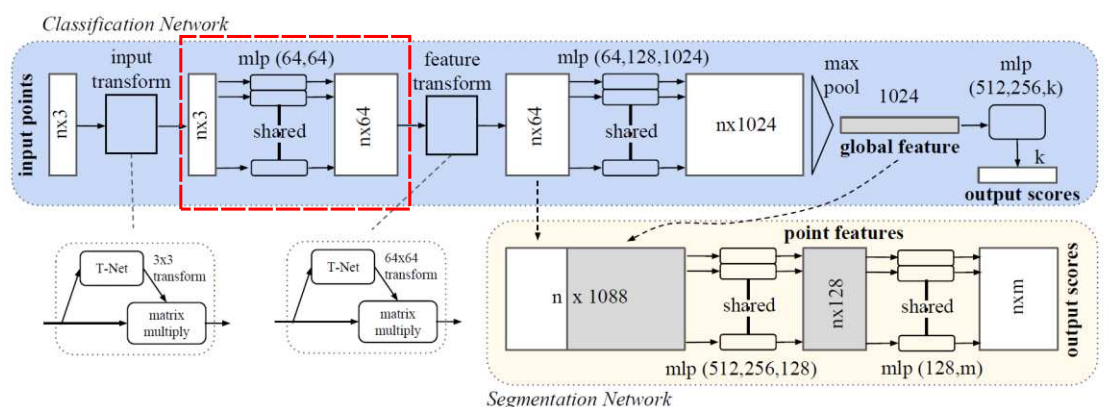 Classification Network
input points
nx3
input
transform
nx3
mlp (64,64)
shared
nx64
feature
transform
nx64
mlp (64,128,1024)
shared
nx1024
max
pool
1024
global feature
mlp
(512,256,k)
k
output scores
T-Net
3x3
transform
matrix
multiply
T-Net
64x64
transform
matrix
multiply
point features
n x 1088
shared
mlp (512,256,128)
nx128
shared
mlp (128,m)
nxm
output scores
Segmentation Network